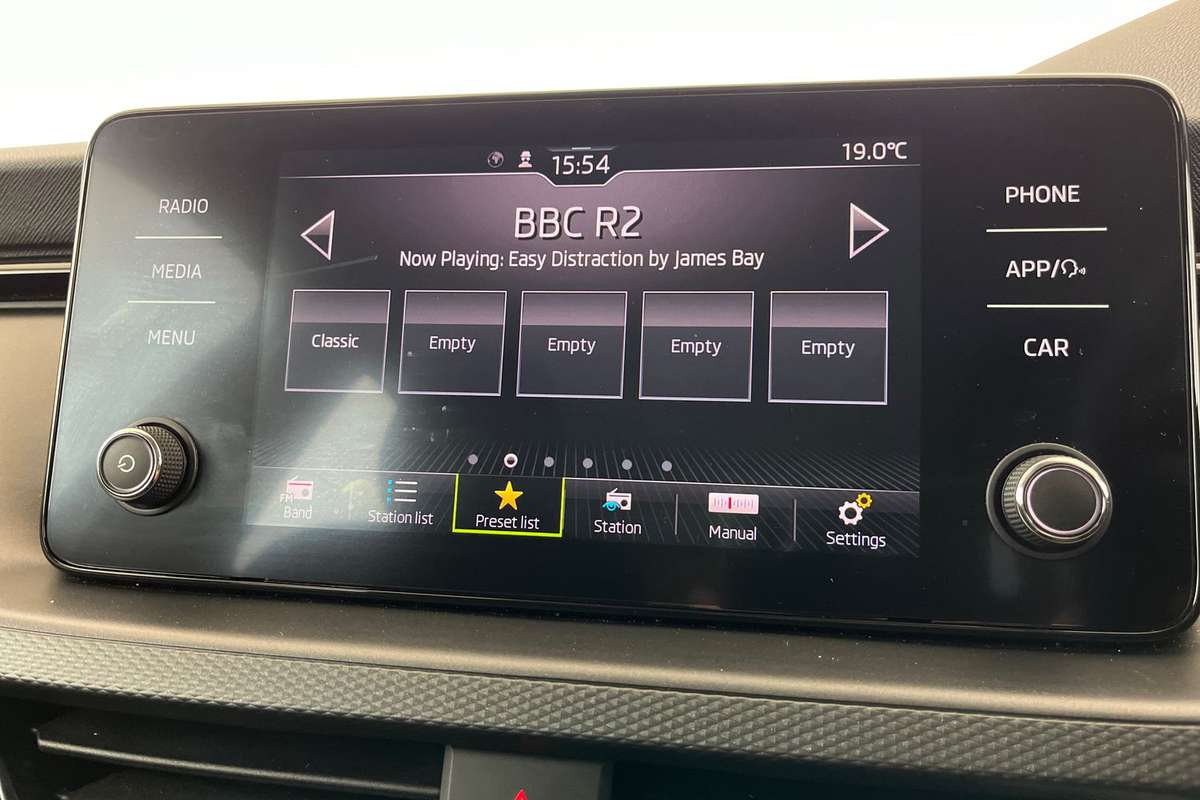 15:54
19.0°C
RADIO
MEDIA
MENU
BBC R2
Now Playing: Easy Distraction by James Bay
Classic
Empty
Empty
Empty
Empty
FM
Band
Station list
Preset list
Station
Manual
Settings
PHONE
APP/
CAR